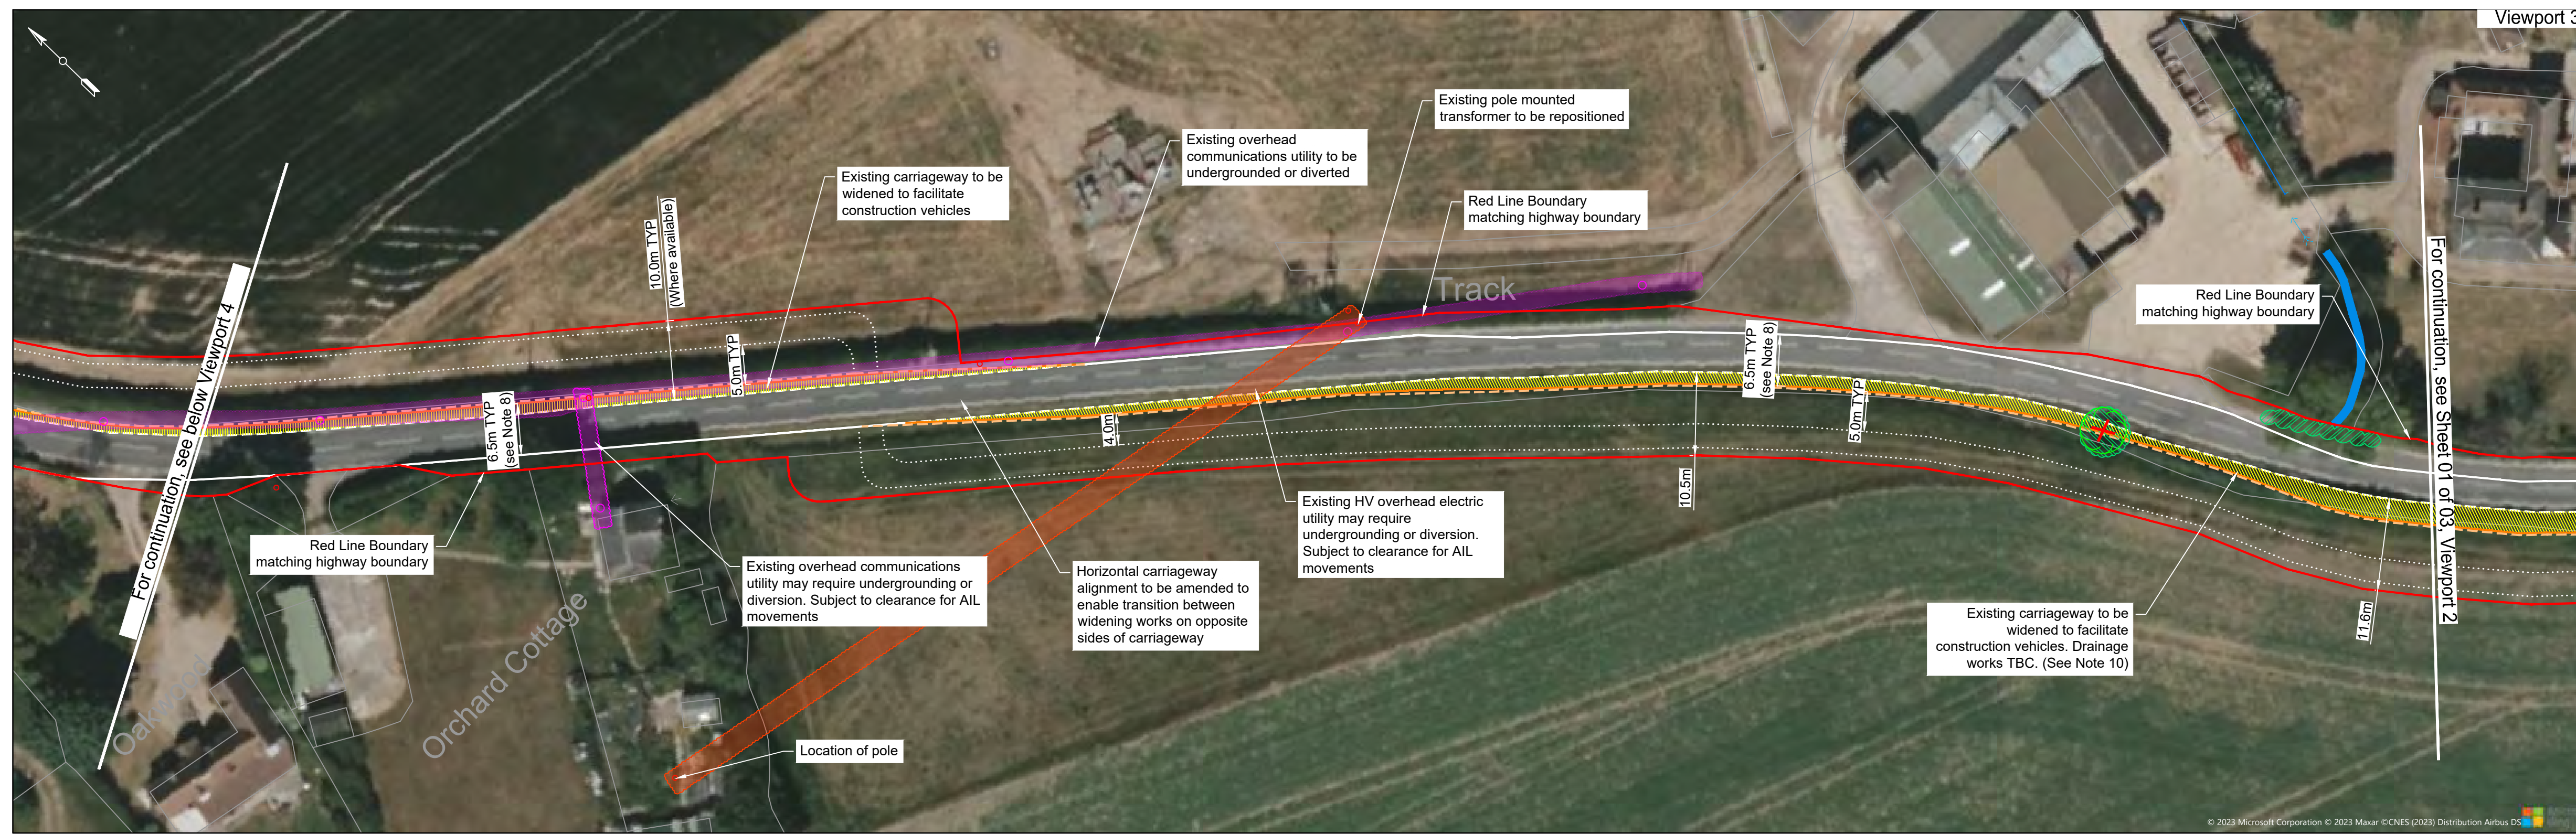 Viewport 3
Existing pole mounted
transformer to be repositioned
Existing overhead
communications utility to be
undergrounded or diverted
Existing carriageway to be
widened to facilitate
construction vehicles
Red Line Boundary
matching highway boundary
10.0m TYP
(Where available)
Track
Red Line Boundary
matching highway boundary
For continuation, see below Viewport 4
5.0m TYP
6.5m TYP
(see Note 8)
6.5m TYP
(see Note 8)
5.0m TYP
4.0m
10.5m
For continuation, see Sheet 01 of 03, Viewport 2
Red Line Boundary
matching highway boundary
Existing overhead communications
utility may require undergrounding or
diversion. Subject to clearance for AIL
movements
Horizontal carriageway
alignment to be amended to
enable transition between
widening works on opposite
sides of carriageway
Existing HV overhead electric
utility may require
undergrounding or diversion.
Subject to clearance for AIL
movements
Existing carriageway to be
widened to facilitate
construction vehicles. Drainage
works TBC. (See Note 10)
11.6m
Oakwood
Orchard Cottage
Location of pole
© 2023 Microsoft Corporation © 2023 Maxar ©CNES (2023) Distribution Airbus DS